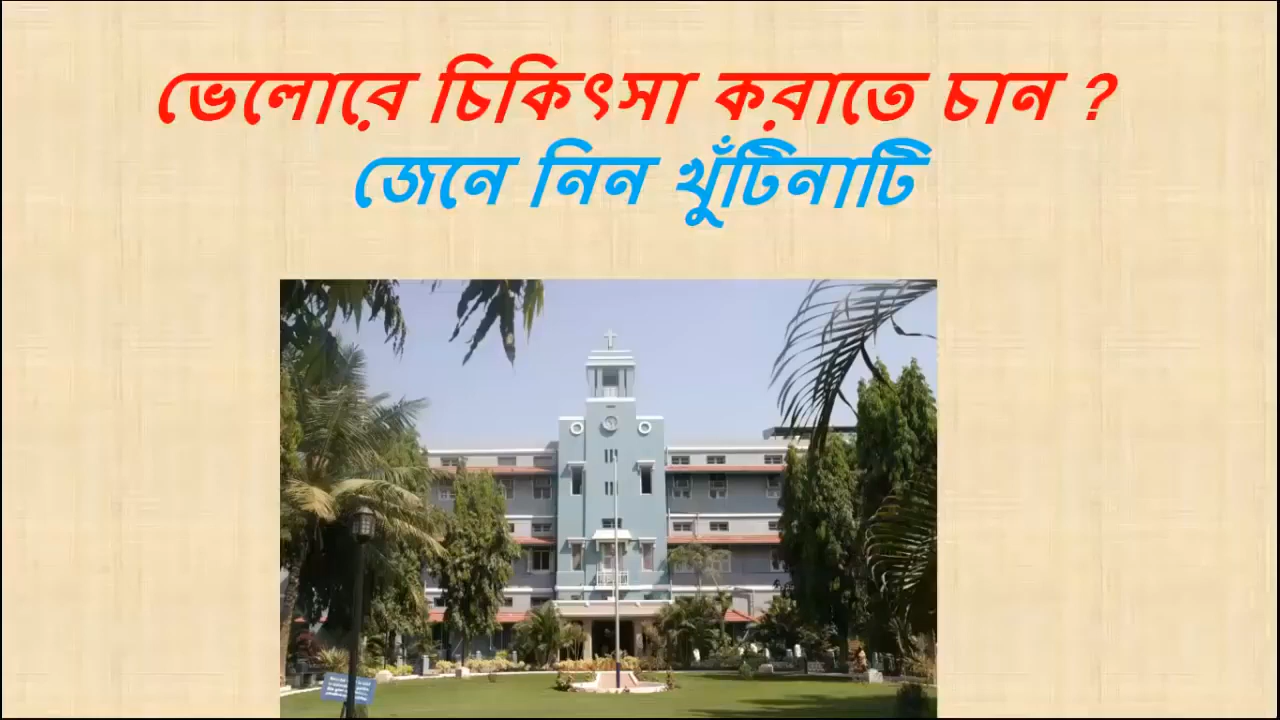 ভেলোরে চিকিৎসা করাতে চান ?
জেনে নিন খুঁটিনাটি